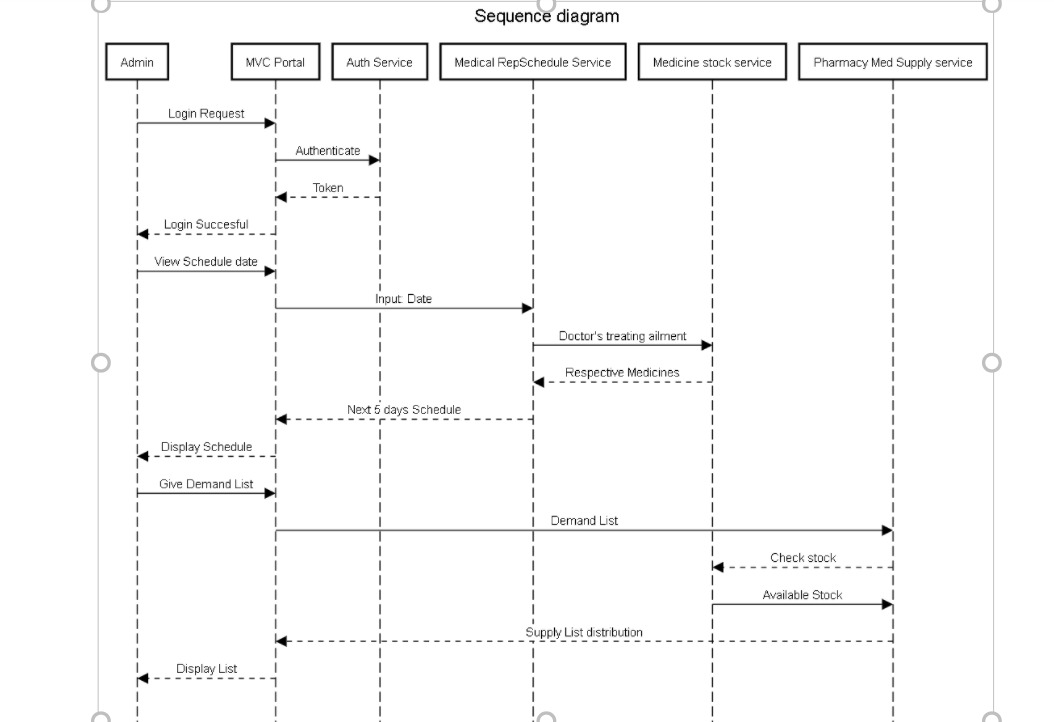 Sequence diagram
Admin
MVC Portal
Auth Service
Medical RepSchedule Service
Medicine stock service
Pharmacy Med Supply service
Login Request
Authenticate
Token
Login Succesful
View Schedule date
Input: Date
Doctor's treating ailment
Respective Medicines
Next 5 days Schedule
Display Schedule
Give Demand List
Demand List
Check stock
Available Stock
Supply List distribution
Display List